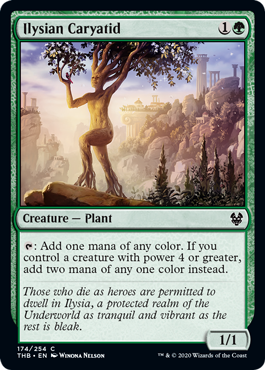 Ilysian Caryatid 1
Creature — Plant
: Add one mana of any color. If you
control a creature with power 4 or greater,
add two mana of any one color instead.
Those who die as heroes are permitted to
dwell in Ilysia, a protected realm of the
Underworld as tranquil and vibrant as the
rest is bleak.
1/1
174/254 C
THB • EN Winona Nelson
™ & © 2020 Wizards of the Coast